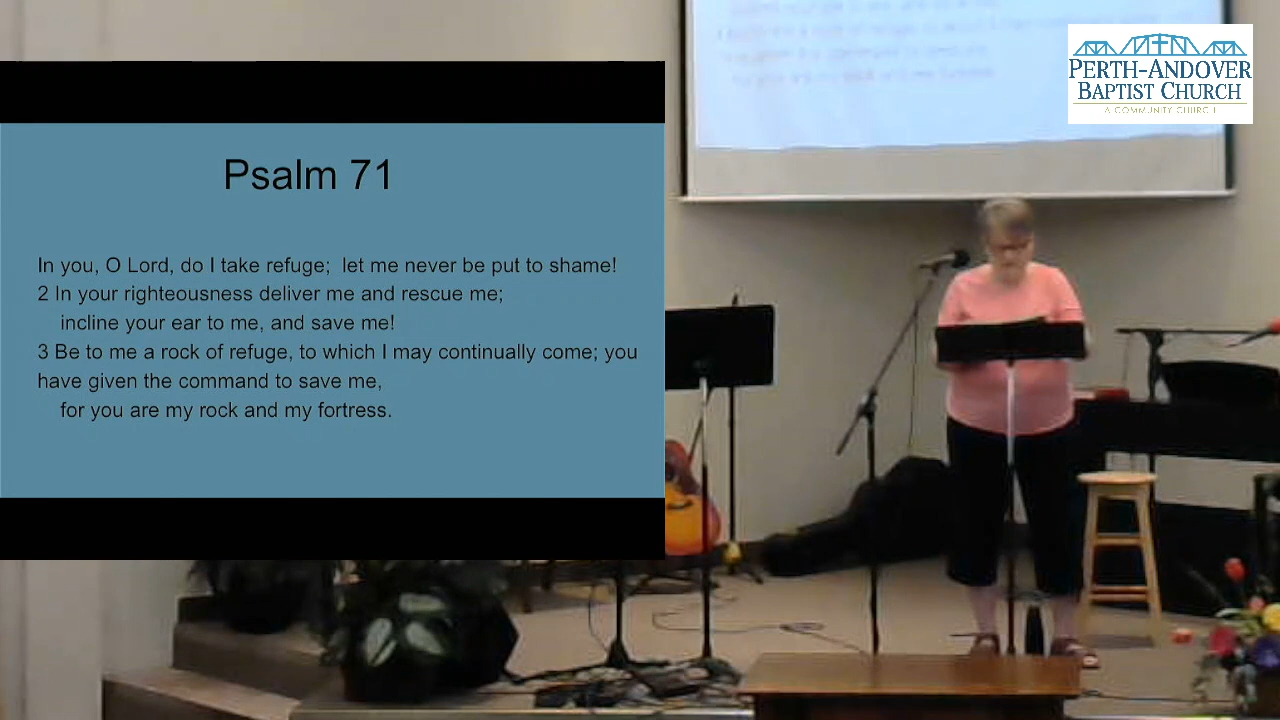 Psalm 71
In you, O Lord, do I take refuge;  let me never be put to shame!
2 In your righteousness deliver me and rescue me;
incline your ear to me, and save me!
3 Be to me a rock of refuge, to which I may continually come; you
have given the command to save me,
for you are my rock and my fortress.
PERTH-ANDOVER
BAPTIST CHURCH
A COMMUNITY CHURCH